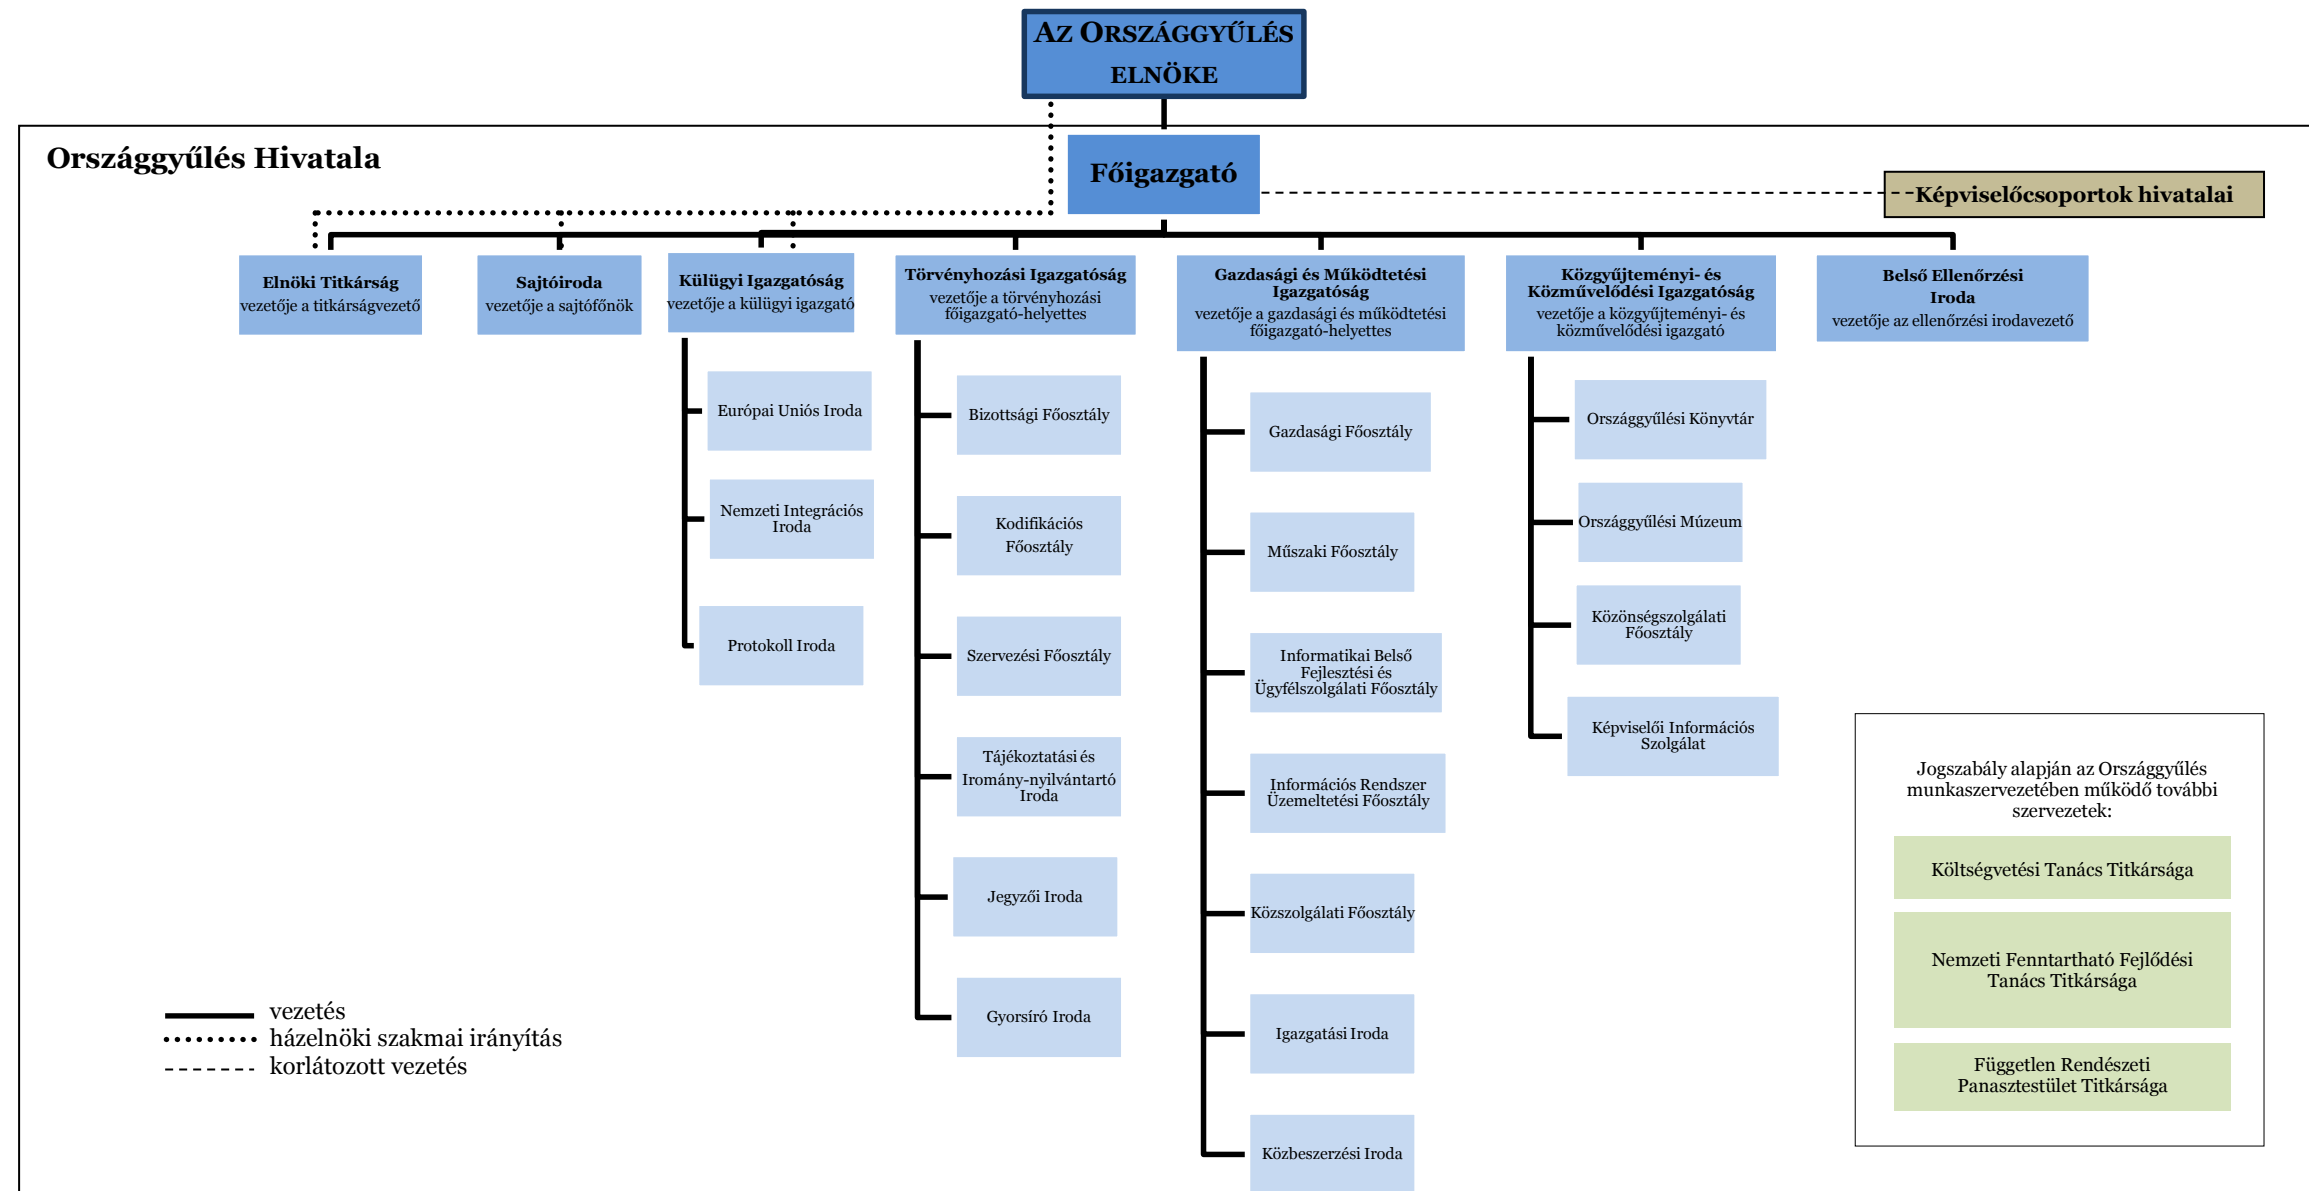 AZ ORSZÁGGYŰLÉS
ELNÖKE
Országgyűlés Hivatala
Főigazgató
Képviselőcsoportok hivatalai
Elnöki Titkárság
vezetője a titkárságvezető
Sajtóiroda
vezetője a sajtófőnök
Külügyi Igazgatóság
vezetője a külügyi igazgató
Törvényhozási Igazgatóság
vezetője a törvényhozási
főigazgató-helyettes
Gazdasági és Működtetési
Igazgatóság
vezetője a gazdasági és működtetési
főigazgató-helyettes
Közgyűjteményi- és
Közművelődési Igazgatóság
vezetője a közgyűjteményi- és
közművelődési igazgató
Belső Ellenőrzési
Iroda
vezetője az ellenőrzési irodavezető
Európai Uniós Iroda
Nemzeti Integrációs
Iroda
Protokoll Iroda
Bizottsági Főosztály
Kodifikációs
Főosztály
Szervezési Főosztály
Tájékoztatási és
Iromány-nyilvántartó
Iroda
Jegyzői Iroda
Gyorsíró Iroda
Gazdasági Főosztály
Műszaki Főosztály
Informatikai Belső
Fejlesztési és
Ügyfélszolgálati Főosztály
Információs Rendszer
Üzemeltetési Főosztály
Közszolgálati Főosztály
Igazgatási Iroda
Közbeszerzési Iroda
Országgyűlési Könyvtár
Országgyűlési Múzeum
Közönségszolgálati
Főosztály
Képviselői Információs
Szolgálat
Jogszabály alapján az Országgyűlés
munkaszervezetében működő további
szervezetek:
Költségvetési Tanács Titkársága
Nemzeti Fenntartható Fejlődési
Tanács Titkársága
Független Rendészeti
Panasztestület Titkársága
vezetés
házelnöki szakmai irányítás
korlátozott vezetés